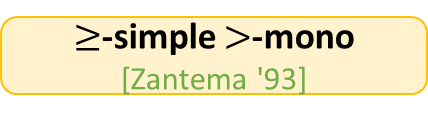 ≥-simple >-mono
[Zantema '93]